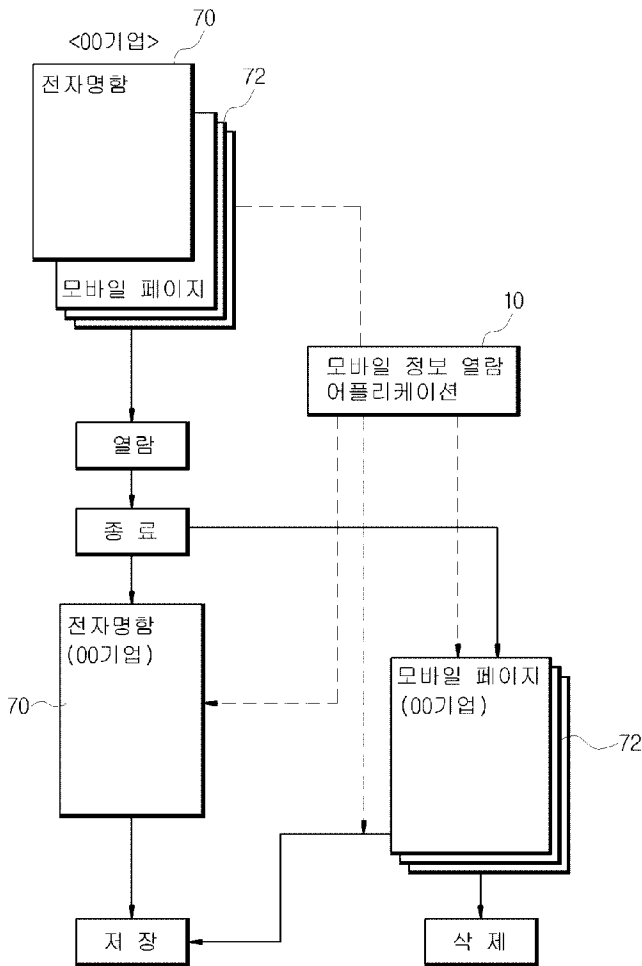 <00기업>
70
전자명함
72
모바일 페이지
10
모바일 정보 열람
어플리케이션
열람
종 료
전자명함
(00기업)
모바일 페이지
(00기업)
70
72
저 장
삭 제